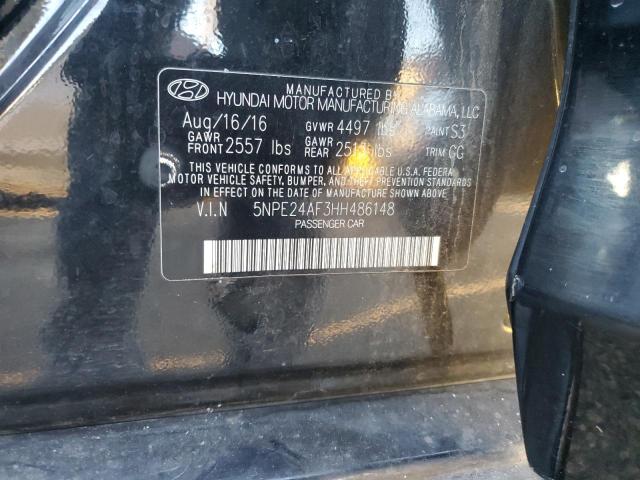 MANUFACTURED BY
HYUNDAI MOTOR MANUFACTURING ALABAMA, LLC
Aug/16/16 GVWR 4497 lbs PAINT S3
GAWR FRONT 2557 lbs GAWR REAR lbs TRIM GG
THIS VEHICLE CONFORMS TO ALL APPLICABLE U.S.A. FEDERAL
MOTOR VEHICLE SAFETY, BUMPER, AND THEFT PREVENTION STANDARDS
IN EFFECT ON THE DATE OF MANUFACTURE SHOWN ABOVE
V.I.N 5NPE24AF3HH486148
PASSENGER CAR